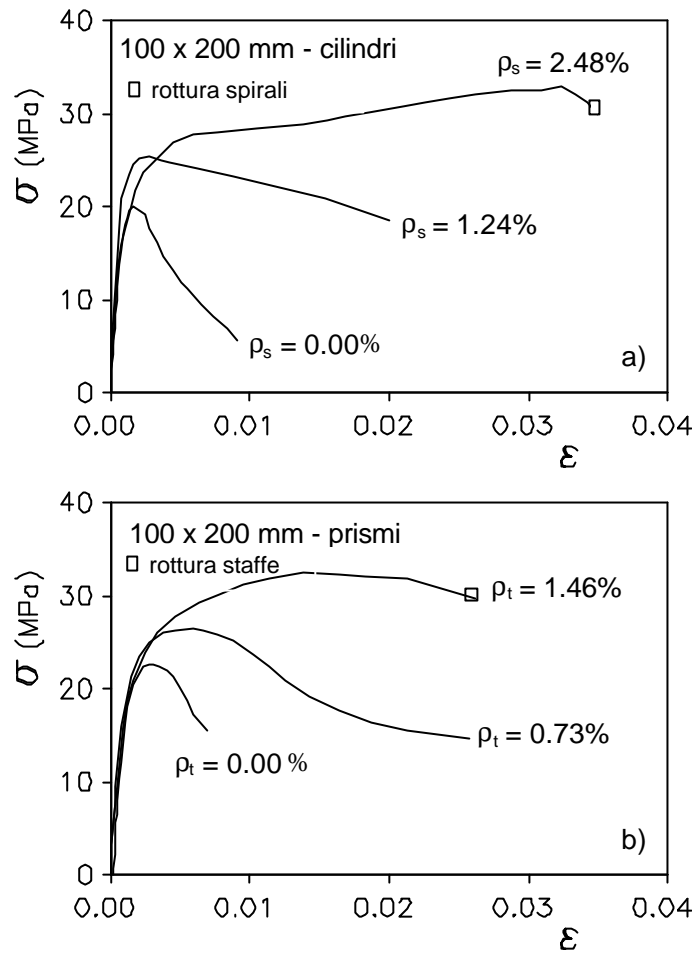 40
100 x 200 mm - cilindri
ρs = 2.48%
rottura spirali
30
σ (MPa)
20
ρs = 1.24%
10
ρs = 0.00%
a)
0
0.00 0.01 0.02 0.03 0.04
ε
40
100 x 200 mm - prismi
rottura staffe
ρt = 1.46%
30
σ (MPa)
20
ρt = 0.73%
ρt = 0.00 %
10
b)
0
0.00 0.01 0.02 0.03 0.04
ε